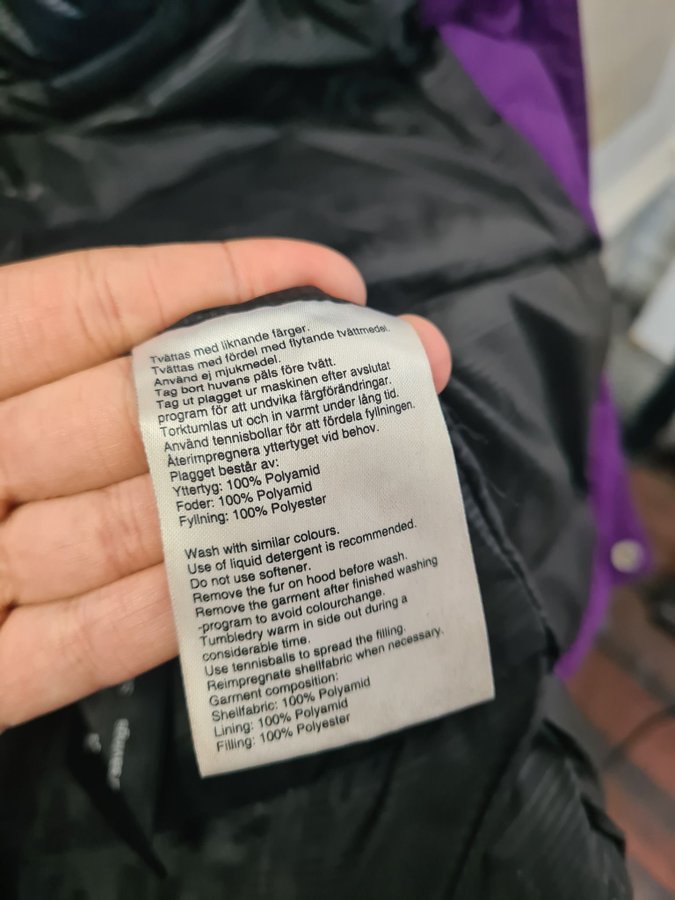 Tvättas med liknande färger.
Tvättas med fördel med flytande tvättmedel.
Använd ej mjukmedel.
Tag bort huvans päls före tvätt.
Tag ut plagget ur maskinen efter avslutat
program för att undvika färgförändringar.
Torktumlas ut och in varmt under lång tid.
Använd tennisbollar för att fördela fyllningen.
Återimpregnera yttertyget vid behov.
Plagget består av:
Yttertyg: 100% Polyamid
Foder: 100% Polyamid
Fyllning: 100% Polyester
Wash with similar colours.
Use of liquid detergent is recommended.
Do not use softener.
Remove the fur on hood before wash.
Remove the garment after finished washing
-program to avoid colourchange.
Tumbledry warm in side out during a
considerable time.
Use tennisballs to spread the filling.
Reimpregnate shellfabric when necessary.
Garment composition:
Shellfabric: 100% Polyamid
Lining: 100% Polyamid
Filling: 100% Polyester